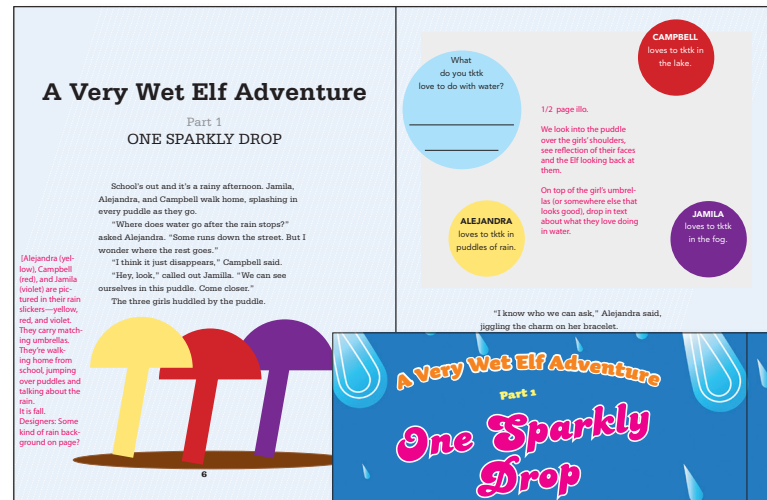 A Very Wet Elf Adventure
Part 1
ONE SPARKLY DROP
School's out and it's a rainy afternoon. Jamila,
Alejandra, and Campbell walk home, splashing in
every puddle as they go.
"Where does water go after the rain stops?"
asked Alejandra. "Some runs down the street. But I
wonder where the rest goes."
"I think it just disappears," Campbell said.
"Hey, look," called out Jamilla. "We can see
ourselves in this puddle. Come closer."
The three girls huddled by the puddle.
[Alejandra (yel-
low), Campbell
(red), and Jamila
(violet) are pic-
tured in their rain
slickers—yellow,
red, and violet.
They carry match-
ing umbrellas.
They're walk-
ing home from
school, jumping
over puddles and
talking about the
rain.
It is fall.
Designers: Some
kind of rain back-
ground on page?
6
What
do you tktk
love to do with water?
CAMPBELL
loves to tktk in
the lake.
1/2 page illo.
We look into the puddle
over the girls' shoulders,
see reflection of their faces
and the Elf looking back at
them.
On top of the girl's umbrel-
las (or somewhere else that
looks good), drop in text
about what they love doing
in water.
ALEJANDRA
loves to tktk in
puddles of rain.
JAMILA
loves to tktk
in the fog.
"I know who we can ask," Alejandra said,
jiggling the charm on her bracelet.
A Very Wet Elf Adventure
Part 1
One Sparkly
Drop